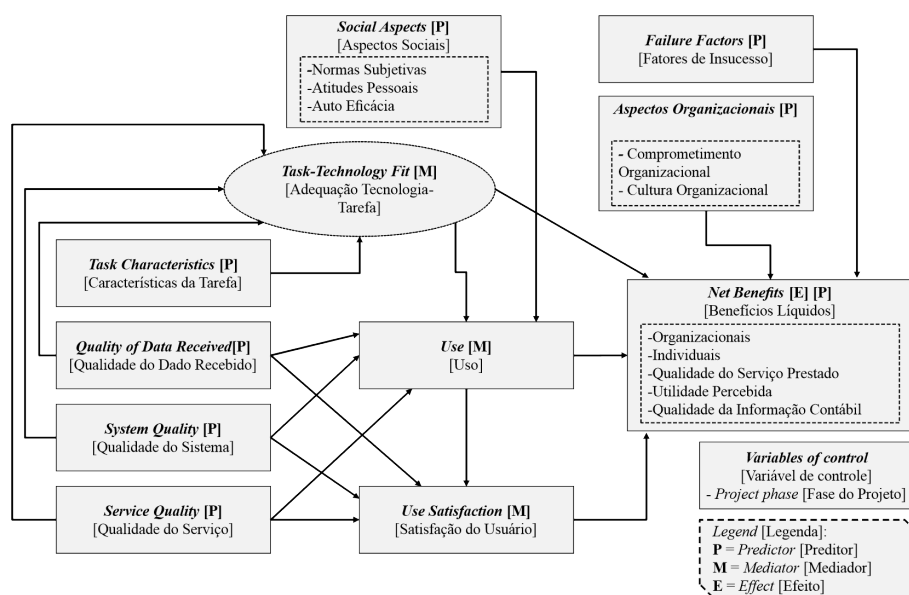 Social Aspects [P]
[Aspectos Sociais]
-Normas Subjetivas
-Atitudes Pessoais
-Auto Eficácia
Failure Factors [P]
[Fatores de Insucesso]
Aspectos Organizacionais [P]
- Comprometimento
Organizacional
- Cultura Organizacional
Task-Technology Fit [M]
[Adequação Tecnologia-
Tarefa]
Task Characteristics [P]
[Características da Tarefa]
Quality of Data Received[P]
[Qualidade do Dado Recebido]
System Quality [P]
[Qualidade do Sistema]
Service Quality [P]
[Qualidade do Serviço]
Use [M]
[Uso]
Use Satisfaction [M]
[Satisfação do Usuário]
Net Benefits [E] [P]
[Benefícios Líquidos]
-Organizacionais
-Individuais
-Qualidade do Serviço Prestado
-Utilidade Percebida
-Qualidade da Informação Contábil
Variables of control
[Variável de controle]
- Project phase [Fase do Projeto]
Legend [Legenda]:
P = Predictor [Preditor]
M = Mediator [Mediador]
E = Effect [Efeito]